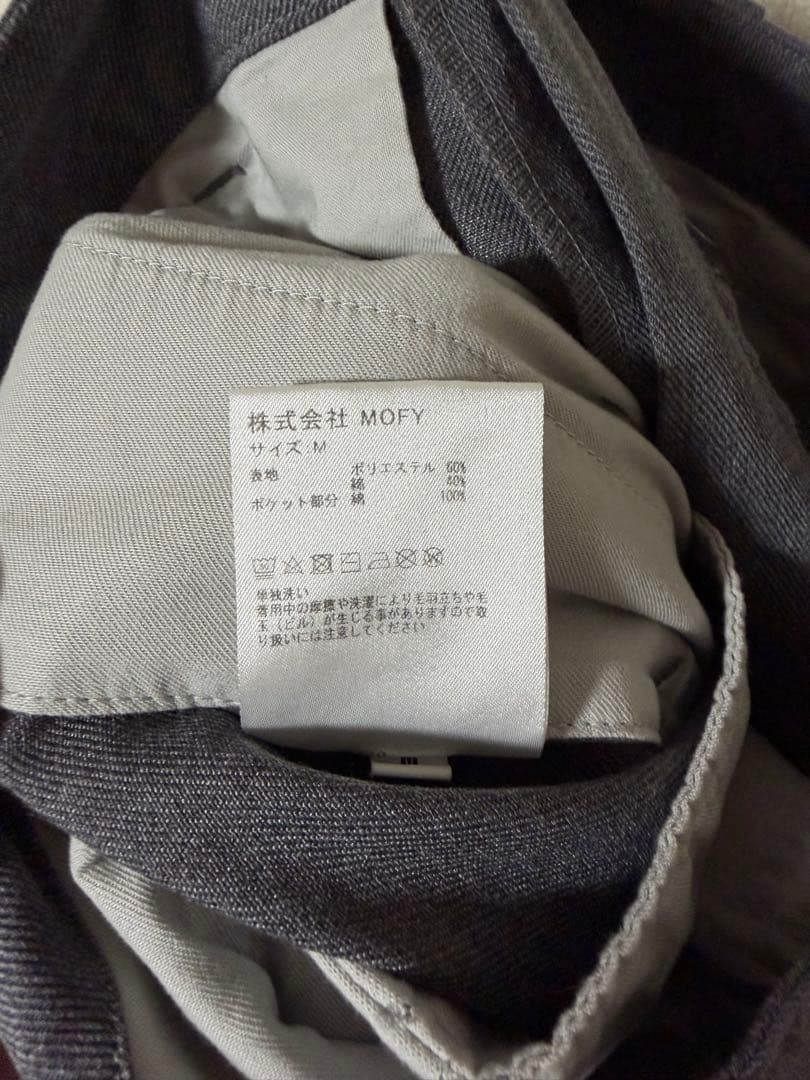 株式会社 MOFY
サイズ.M
表地 ポリエステル 60%
綿 40%
ポケット部分 綿 100%
単独洗い
着用中の摩擦や洗濯により毛羽立ちや毛
玉（ピル）が生じる事がありますので取
り扱いには注意してください